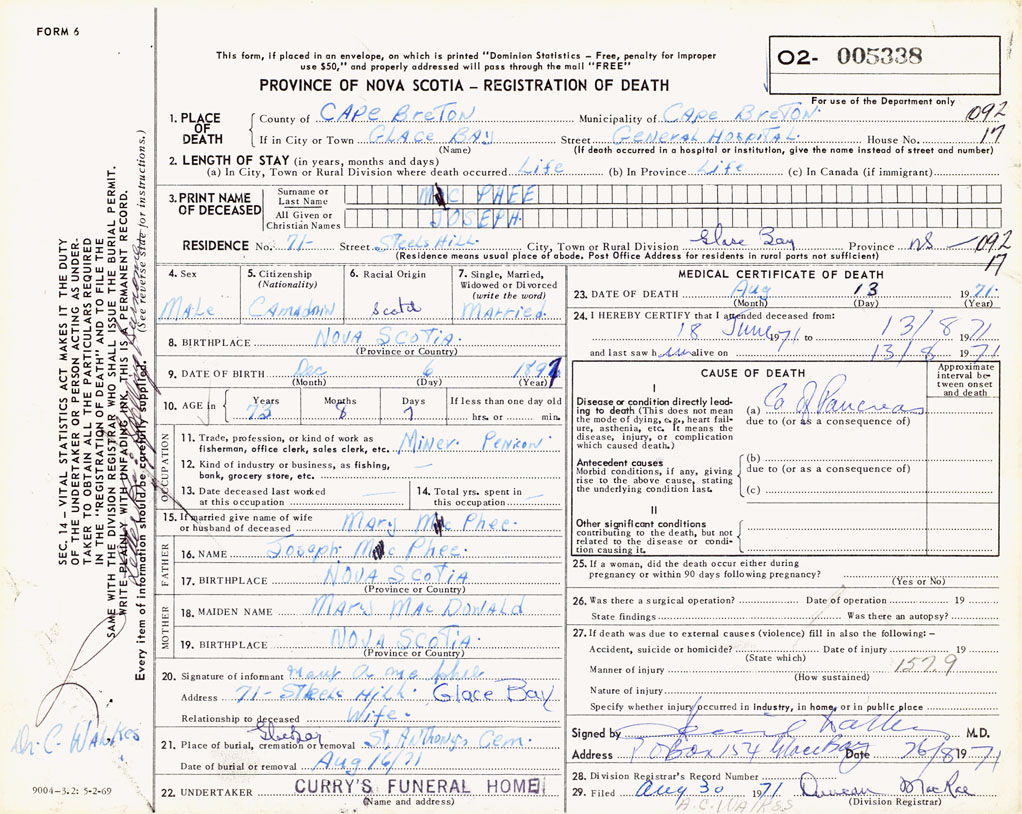 FORM 6
This form, if placed in an envelope, on which is printed "Dominion Statistics – Free, penalty for improper
use $50," and properly addressed will pass through the mail "FREE"
PROVINCE OF NOVA SCOTIA – REGISTRATION OF DEATH
02- 005338
For use of the Department only
1. PLACE OF DEATH County of CAPE BreTON Municipality of CAPE BreTON. 092
If in City or Town GLACE BAY Street General Hospital. House No. 17
(Name) (If death occurred in a hospital or institution, give the name instead of street and number)
2. LENGTH OF STAY (in years, months and days)
(a) In City, Town or Rural Division where death occurred Life (b) In Province Life (c) In Canada (if immigrant)
3. PRINT NAME OF DECEASED Surname or Last Name PHEE
All Given or Christian Names JOSEPH.
RESIDENCE No. 71- Street Steels Hill. City, Town or Rural Division Glace Bay Province NS 092
(Residence means usual place of abode. Post Office Address for residents in rural parts not sufficient) 17
4. Sex 5. Citizenship (Nationality) 6. Racial Origin 7. Single, Married, Widowed or Divorced (write the word)
Male Canadian Scotch Married.
8. BIRTHPLACE NOVA SCOTIA.
(Province or Country)
9. DATE OF BIRTH Dec 6
(Month) (Day) (Year)
10. AGE in Years Months Days If less than one day old
73 8 7 hrs. or min.
OCCUPATION
11. Trade, profession, or kind of work as
fisherman, office clerk, sales clerk, etc. Miner
12. Kind of industry or business, as fishing,
bank, grocery store, etc. —
13. Date deceased last worked
at this occupation —
14. Total yrs. spent in
this occupation —
15. If married give name of wife
or husband of deceased Mary Phee.
FATHER
16. NAME Joseph Phee.
17. BIRTHPLACE NOVA SCOTIA
(Province or Country)
MOTHER
18. MAIDEN NAME MARY MAC DONALD
19. BIRTHPLACE NOVA SCOTIA.
(Province or Country)
20. Signature of informant
Address 71- Steels Hill. Glace Bay
Relationship to deceased Wife.
21. Place of burial, cremation or removal St. Anthonys Cem.
Date of burial or removal Aug 16/71
22. UNDERTAKER CURRY'S FUNERAL HOME
(Name and address)
MEDICAL CERTIFICATE OF DEATH
23. DATE OF DEATH Aug 13 1971.
(Month) (Day) (Year)
24. I HEREBY CERTIFY that I attended deceased from:
18 June 1971 to 13/8 1971
and last saw him alive on 13/8 1971
CAUSE OF DEATH
Approximate interval between onset and death
I
Disease or condition directly leading
to death (This does not mean
the mode of dying, e.g., heart failure,
asthenia, etc. It means the
disease, injury, or complication
which caused death.)
(a) Ca of Pancreas
due to (or as a consequence of)
Antecedent causes
Morbid conditions, if any, giving
rise to the above cause, stating
the underlying condition last.
(b)
due to (or as a consequence of)
(c)
II
Other significant conditions
contributing to the death, but not
related to the disease or condition
causing it.
25. If a woman, did the death occur either during
pregnancy or within 90 days following pregnancy?
(Yes or No)
26. Was there a surgical operation? Date of operation 19
State findings Was there an autopsy?
27. If death was due to external causes (violence) fill in also the following: –
Accident, suicide or homicide? Date of injury 19
(State which)
Manner of injury 1579
(How sustained)
Nature of injury
Specify whether injury occurred in industry, in home, or in public place
Signed by M.D.
Address P.O Box 154 Glace Bay Date 26/8 1971
28. Division Registrar's Record Number
29. Filed Aug 30 1971 Duncan MacRae
(Division Registrar)
A.C. Walkes
SEC. 14 – VITAL STATISTICS ACT MAKES IT THE DUTY
OF THE UNDERTAKER OR PERSON ACTING AS UNDERTAKER
TO OBTAIN ALL THE PARTICULARS REQUIRED
IN THE "REGISTRATION OF DEATH" AND TO FILE THE
SAME WITH THE DIVISION REGISTRAR WHO SHALL ISSUE THE BURIAL PERMIT.
WRITE PLAINLY WITH UNFADING INK. THIS IS A PERMANENT RECORD.
Every item of information should be carefully supplied. (See reverse side for instructions.)
Dr. C. Walkes
9004-3.2: 5-2-69